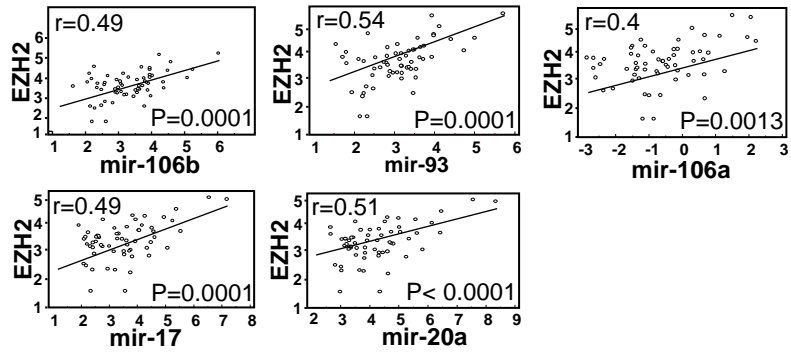 r=0.49
EZH2
6
5
4
3
2
1
P=0.0001
1 2 3 4 5 6
mir-106b
r=0.54
EZH2
5
4
3
2
1
P=0.0001
1 2 3 4 5 6
mir-93
r=0.4
EZH2
5
4
3
2
1
P=0.0013
-3 -2 -1 0 1 2 3
mir-106a
r=0.49
EZH2
5
4
3
2
1
P=0.0001
1 2 3 4 5 6 7 8
mir-17
r=0.51
EZH2
5
4
3
2
1
P< 0.0001
2 3 4 5 6 7 8 9
mir-20a